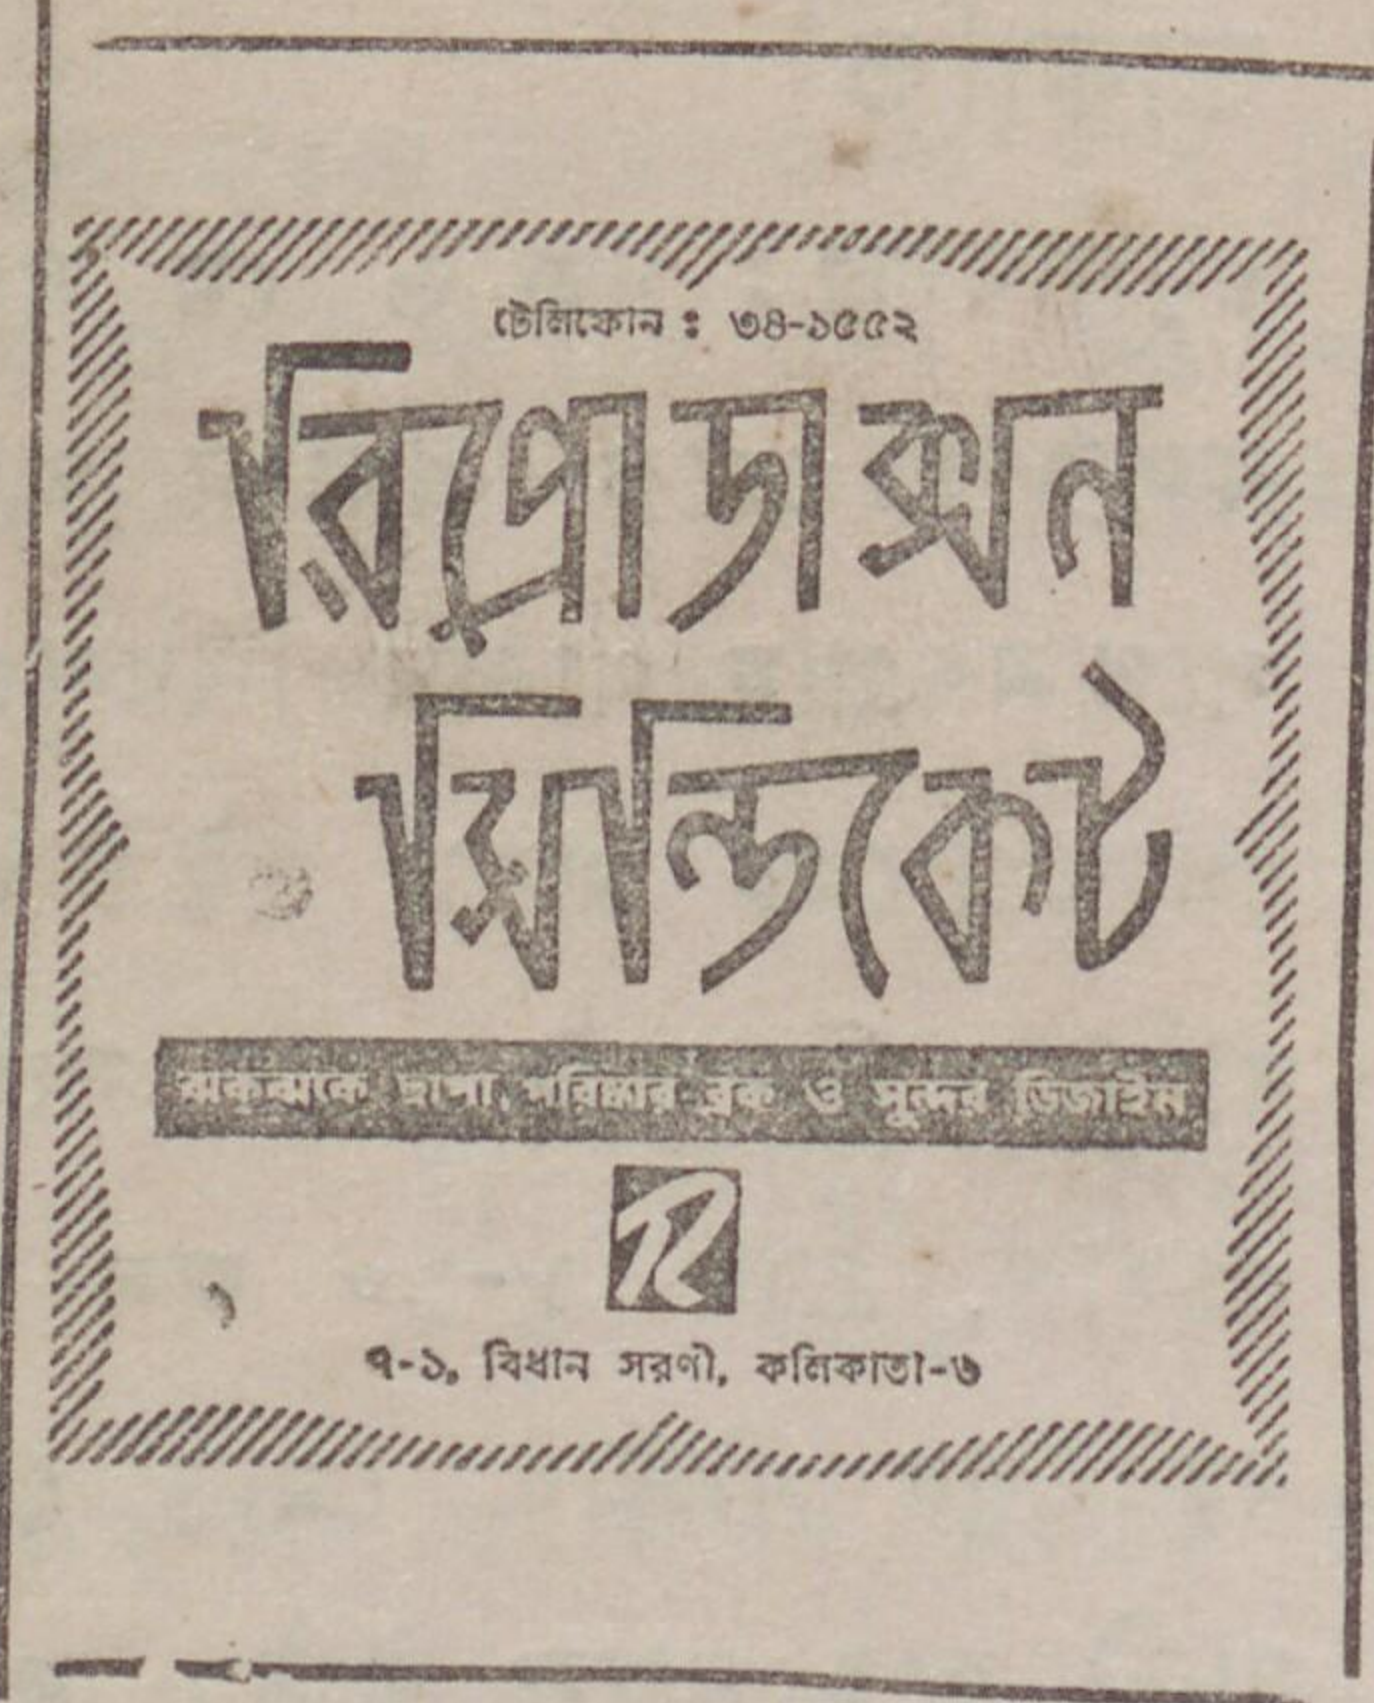 টেলিফোন : ৩৪-১৫৫২
রিপ্রোডাক্সন
সিন্ডিকেট
ঝকঝকে ছাপা, পরিষ্কার ব্লক ও সুন্দর ডিজাইন
R
৭-১, বিধান সরণী, কলিকাতা-৬